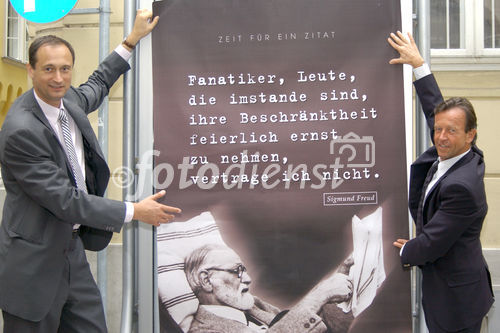 ZEIT FÜR EIN ZITAT
Fanatiker, Leute,
die imstande sind,
ihre Beschränktheit
feierlich ernst
zu nehmen,
vertrage ich nicht.
Sigmund Freud
fotodienst